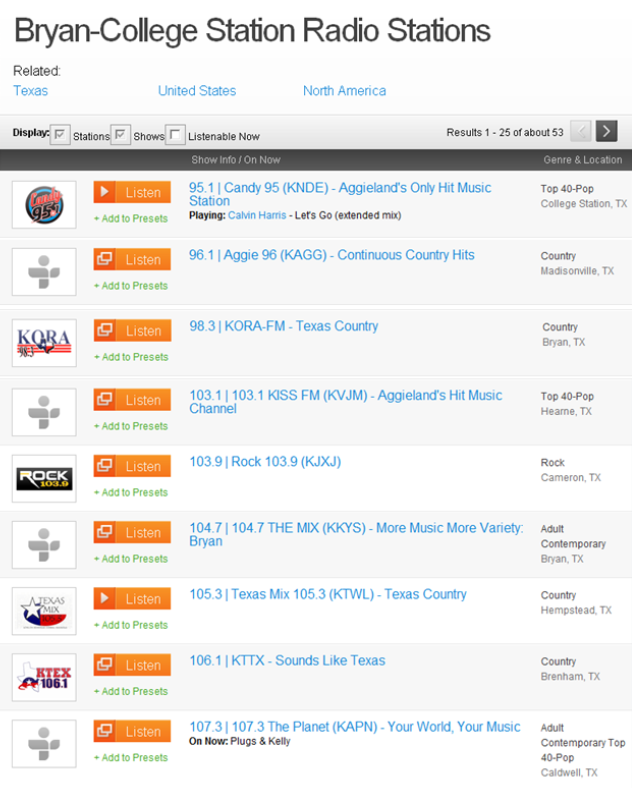 Bryan-College Station Radio Stations
Related:
Texas United States North America
Display: Stations Shows Listenable Now Results 1 - 25 of about 53
Show Info / On Now Genre & Location
Candy 95.1
Listen
+ Add to Presets
95.1 | Candy 95 (KNDE) - Aggieland's Only Hit Music
Station
Playing: Calvin Harris - Let's Go (extended mix)
Top 40-Pop
College Station, TX
Listen
+ Add to Presets
96.1 | Aggie 96 (KAGG) - Continuous Country Hits
Country
Madisonville, TX
KORA
98.3
Listen
+ Add to Presets
98.3 | KORA-FM - Texas Country
Country
Bryan, TX
Listen
+ Add to Presets
103.1 | 103.1 KISS FM (KVJM) - Aggieland's Hit Music
Channel
Top 40-Pop
Hearne, TX
ROCK
103.9
Listen
+ Add to Presets
103.9 | Rock 103.9 (KJXJ)
Rock
Cameron, TX
Listen
+ Add to Presets
104.7 | 104.7 THE MIX (KKYS) - More Music More Variety:
Bryan
Adult
Contemporary
Bryan, TX
TEXAS
MIX
Listen
+ Add to Presets
105.3 | Texas Mix 105.3 (KTWL) - Texas Country
Country
Hempstead, TX
KTEX
106.1
Listen
+ Add to Presets
106.1 | KTTX - Sounds Like Texas
Country
Brenham, TX
Listen
+ Add to Presets
107.3 | 107.3 The Planet (KAPN) - Your World, Your Music
On Now: Plugs & Kelly
Adult
Contemporary Top
40-Pop
Caldwell, TX